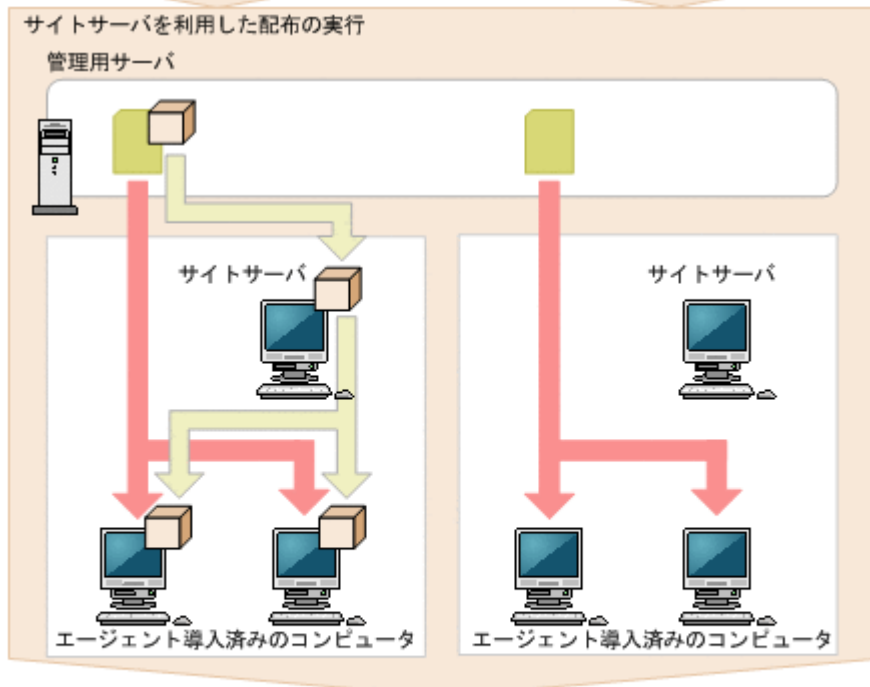 サイトサーバを利用した配布の実行
管理用サーバ
サイトサーバ
サイトサーバ
エージェント導入済みのコンピュータ
エージェント導入済みのコンピュータ